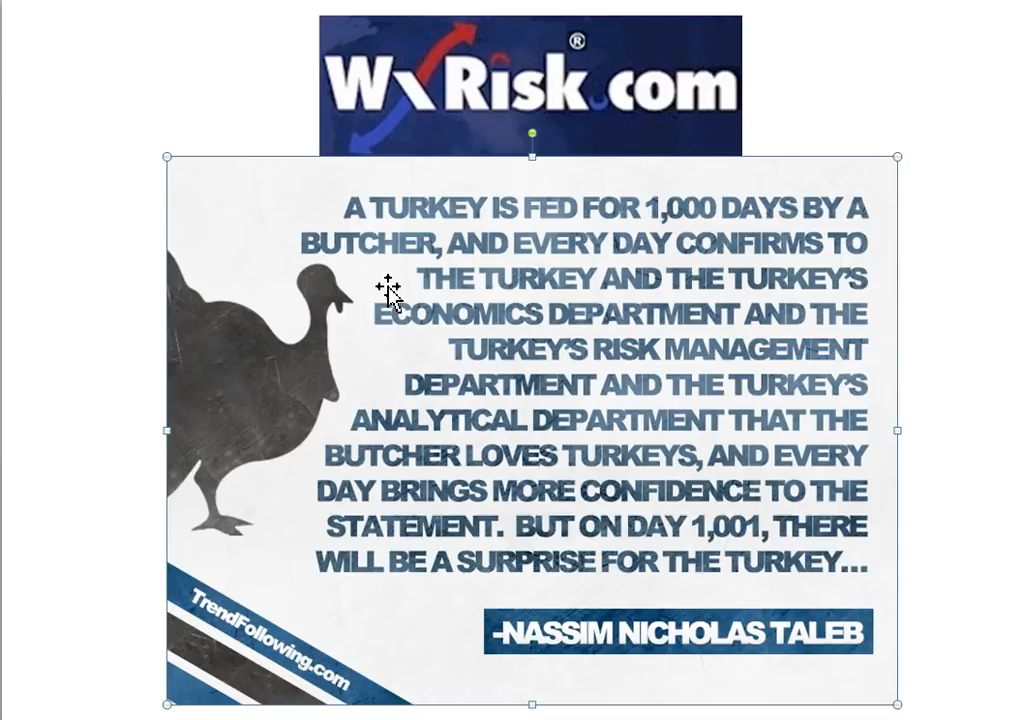 WxRisk.com
®
A TURKEY IS FED FOR 1,000 DAYS BY A
BUTCHER, AND EVERY DAY CONFIRMS TO
THE TURKEY AND THE TURKEY'S
ECONOMICS DEPARTMENT AND THE
TURKEY'S RISK MANAGEMENT
DEPARTMENT AND THE TURKEY'S
ANALYTICAL DEPARTMENT THAT THE
BUTCHER LOVES TURKEYS, AND EVERY
DAY BRINGS MORE CONFIDENCE TO THE
STATEMENT. BUT ON DAY 1,001, THERE
WILL BE A SURPRISE FOR THE TURKEY...
-NASSIM NICHOLAS TALEB
TrendFollowing.com